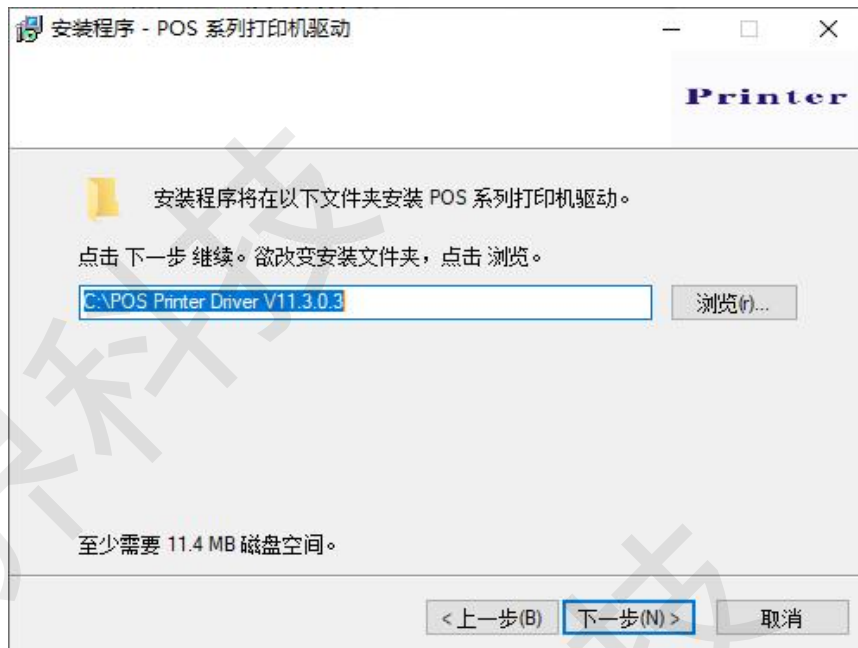 安装程序 - POS 系列打印机驱动
Printer
安装程序将在以下文件夹安装 POS 系列打印机驱动。
点击 下一步 继续。欲改变安装文件夹，点击 浏览。
C:\POS Printer Driver V11.3.0.3
浏览(r)...
至少需要 11.4 MB 磁盘空间。
<上一步(B) 下一步(N)> 取消
科技
技